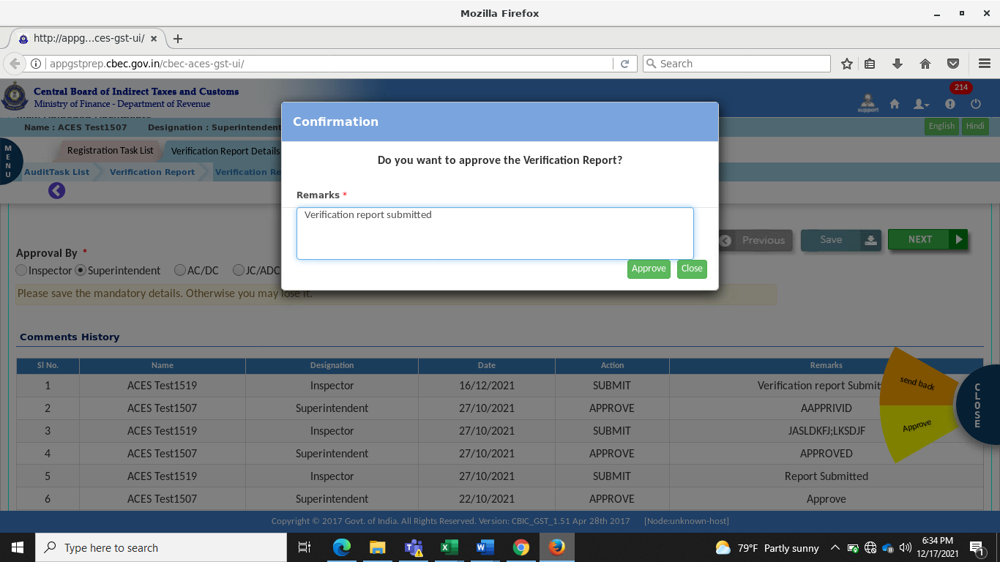 Mozilla Firefox
http://appg...ces-gst-ui/
appgstprep.cbec.gov.in/cbec-aces-gst-ui/
Search
Central Board of Indirect Taxes and Customs
Ministry of Finance - Department of Revenue
support
214
Name : ACES Test1507 Designation : Superintendent
English Hindi
MENU
Registration Task List Verification Report Details
AuditTask List Verification Report Verification Re
Confirmation
Do you want to approve the Verification Report?
Remarks *
Verification report submitted
Approve Close
Previous Save NEXT
Approval By *
Inspector Superintendent AC/DC JC/ADC
Please save the mandatory details. Otherwise you may lose it.
Comments History
Sl No. Name Designation Date Action Remarks
1 ACES Test1519 Inspector 16/12/2021 SUBMIT Verification report Submit
2 ACES Test1507 Superintendent 27/10/2021 APPROVE AAPPRIVID
3 ACES Test1519 Inspector 27/10/2021 SUBMIT JASLDKFJ;LKSDJF
4 ACES Test1507 Superintendent 27/10/2021 APPROVE APPROVED
5 ACES Test1519 Inspector 27/10/2021 SUBMIT Report Submitted
6 ACES Test1507 Superintendent 22/10/2021 APPROVE Approve
send back
Approve
CLOSE
Copyright © 2017 Govt. of India. All Rights Reserved. Version: CBIC_GST_1.51 Apr 28th 2017 [Node:unknown-host]
Type here to search
79°F Partly sunny
6:34 PM
12/17/2021
1